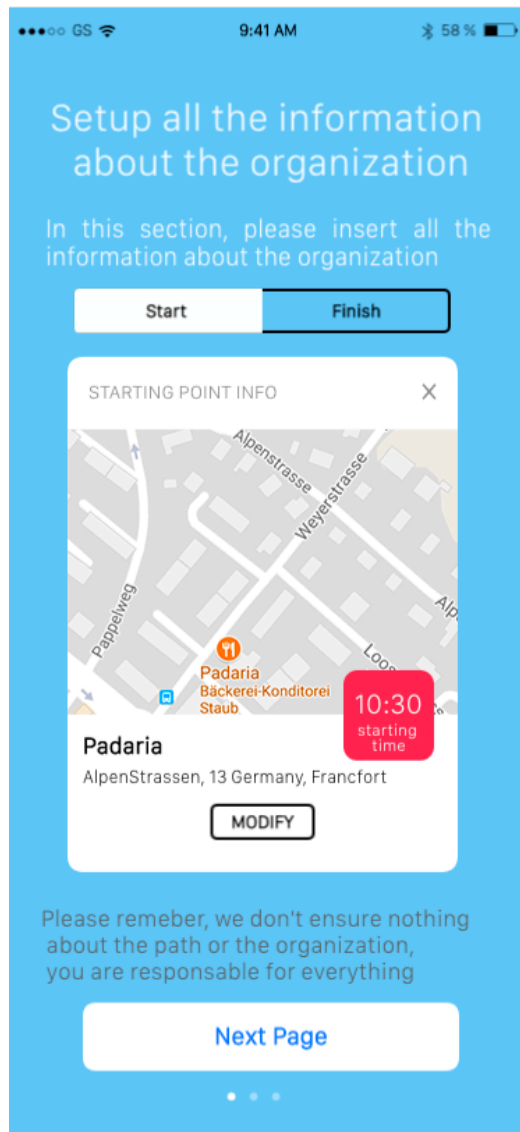 GS 9:41 AM 58 %
Setup all the information
about the organization
In this section, please insert all the
information about the organization
Start Finish
STARTING POINT INFO
Alpenstrasse
Weyerstrasse
Pappelweg
Alp
Loos
Padaria
Bäckerei-Konditorei
Staub
10:30
starting
time
Padaria
AlpenStrassen, 13 Germany, Francfort
MODIFY
Please remeber, we don't ensure nothing
about the path or the organization,
you are responsable for everything
Next Page